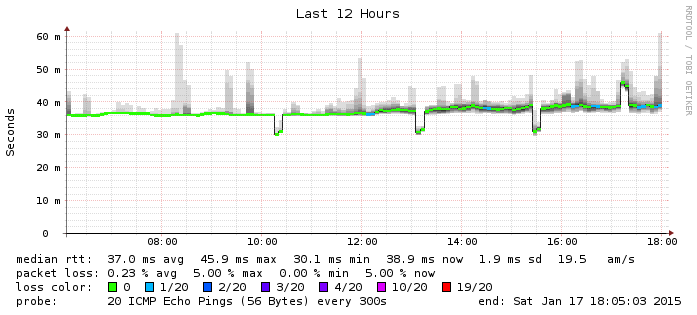 Last 12 Hours
RRDTOOL / TOBI OETIKER
60 m
50 m
40 m
30 m
20 m
10 m
0
Seconds
08:00 10:00 12:00 14:00 16:00 18:00
median rtt: 37.0 ms avg 45.9 ms max 30.1 ms min 38.9 ms now 1.9 ms sd 19.5 am/s
packet loss: 0.23 % avg 5.00 % max 0.00 % min 5.00 % now
loss color: 0 1/20 2/20 3/20 4/20 10/20 19/20
probe: 20 ICMP Echo Pings (56 Bytes) every 300s end: Sat Jan 17 18:05:03 2015